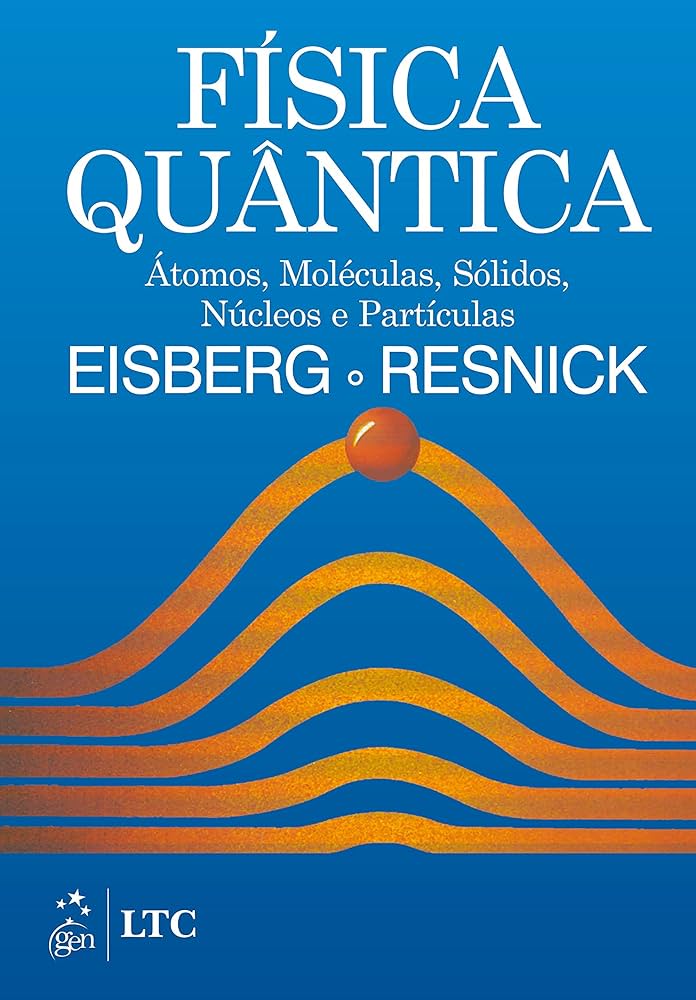 FÍSICA
QUÂNTICA
Átomos, Moléculas, Sólidos,
Núcleos e Partículas
EISBERG ∘ RESNICK
gen
LTC